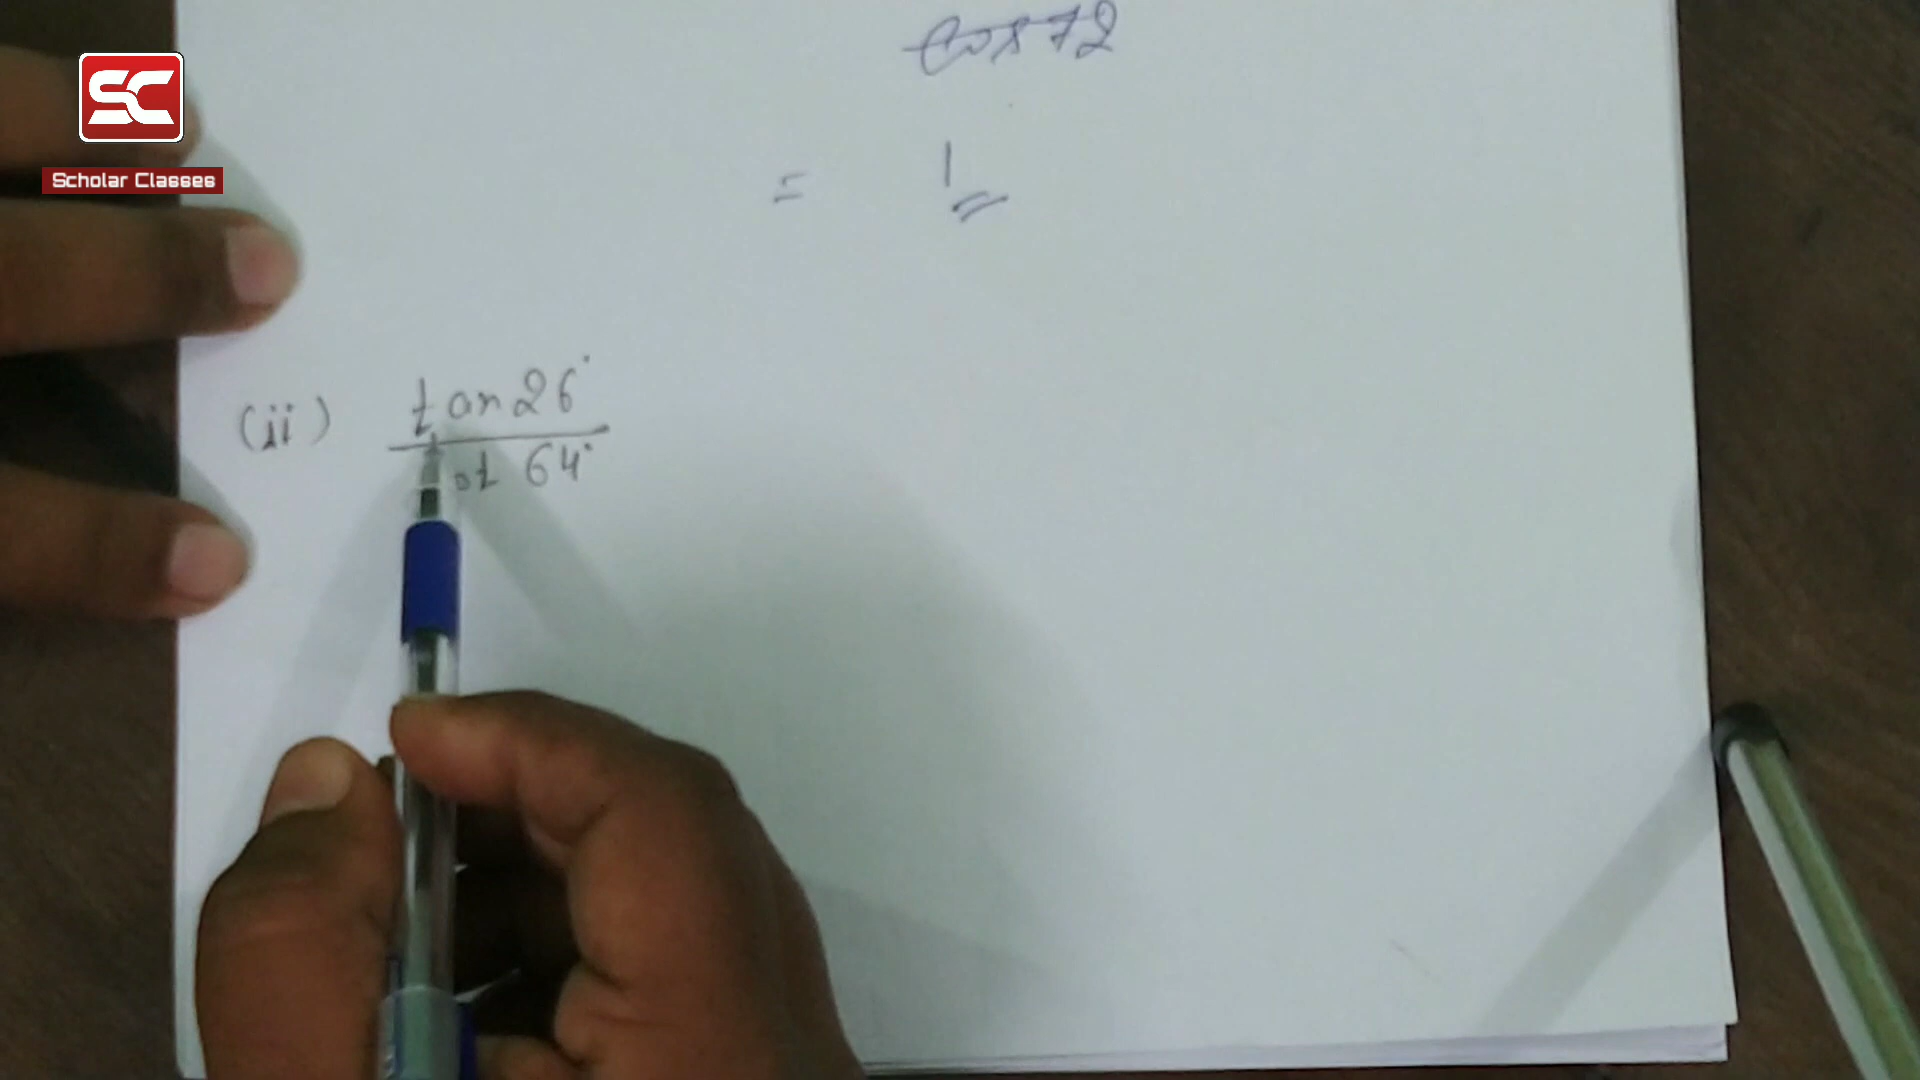 SC
Scholar Classes
cos 72
= 1
(ii) tan 26°
cot 64°